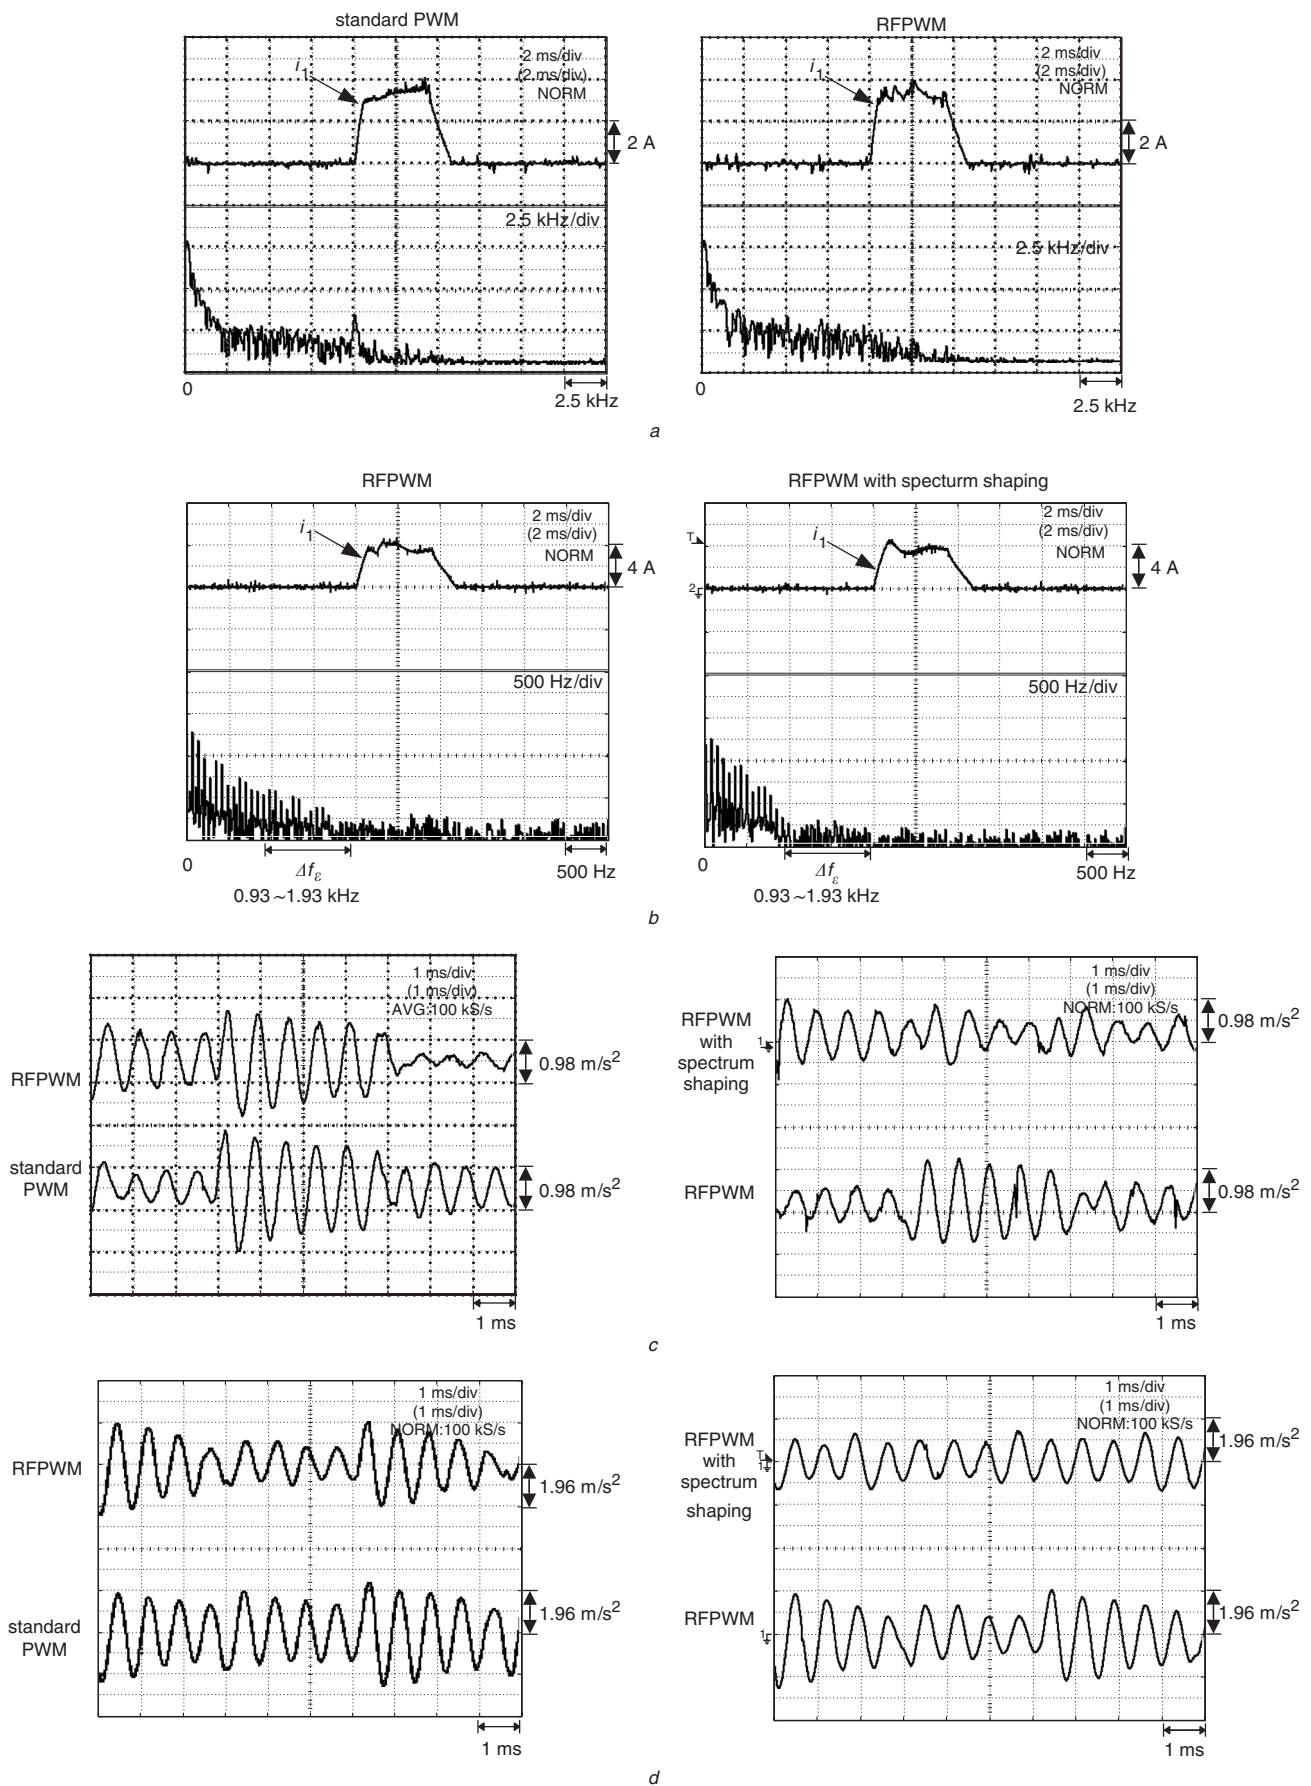 standard PWM
i1
2 ms/div
(2 ms/div)
NORM
2 A
2.5 kHz/div
0
2.5 kHz
RFPWM
i1
2 ms/div
(2 ms/div)
NORM
2 A
2.5 kHz/div
0
2.5 kHz
a
RFPWM
i1
2 ms/div
(2 ms/div)
NORM
4 A
500 Hz/div
0
Δfε
500 Hz
0.93 ~1.93 kHz
RFPWM with specturm shaping
T
i1
2 ms/div
(2 ms/div)
NORM
4 A
2
500 Hz/div
0
Δfε
500 Hz
0.93 ~1.93 kHz
b
1 ms/div
(1 ms/div)
AVG:100 kS/s
RFPWM
0.98 m/s2
standard
PWM
0.98 m/s2
1 ms
1 ms/div
(1 ms/div)
NORM:100 kS/s
RFPWM
with
spectrum
shaping
1
0.98 m/s2
RFPWM
0.98 m/s2
1 ms
c
1 ms/div
(1 ms/div)
NORM:100 kS/s
RFPWM
1.96 m/s2
standard
PWM
1.96 m/s2
1 ms
1 ms/div
(1 ms/div)
NORM:100 kS/s
RFPWM
with
spectrum
shaping
T
1
1.96 m/s2
RFPWM
1
1.96 m/s2
1 ms
d